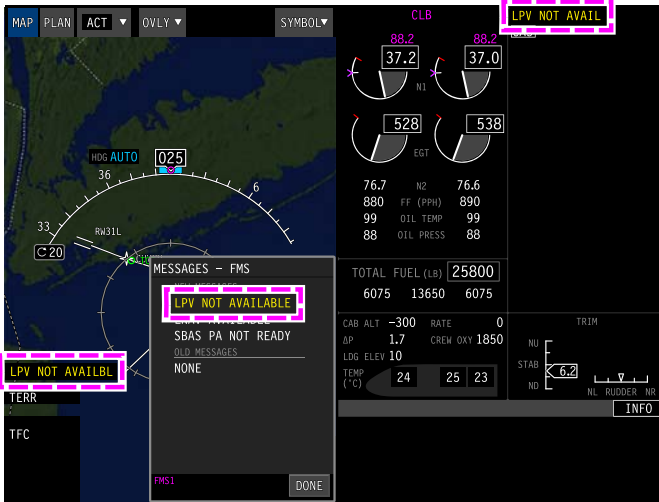 MAP PLAN ACT OVLY SYMBOL
HDG AUTO 025
36
6
33
20
RW31L
MESSAGES – FMS
LPV NOT AVAILABLE
SBAS PA NOT READY
OLD MESSAGES
NONE
FMS1
DONE
LPV NOT AVAILBL
TERR
TFC
CLB
LPV NOT AVAIL
88.2 88.2
37.2 37.0
N1
528 538
EGT
76.7 N2 76.6
880 FF (PPH) 890
99 OIL TEMP 99
88 OIL PRESS 88
TOTAL FUEL (LB) 25800
6075 13650 6075
CAB ALT -300 RATE 0
ΔP 1.7 CREW OXY 1850
LDG ELEV 10
TEMP (°C) 24 25 23
TRIM
NU
STAB 6.2
ND
NL RUDDER NR
INFO